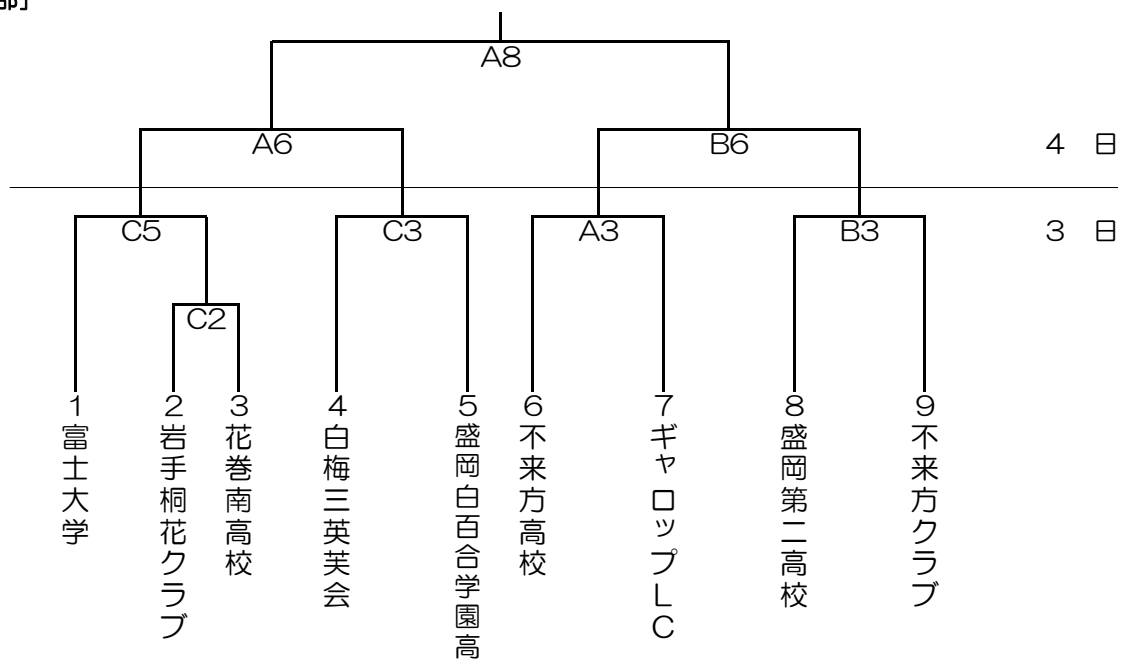 部」
A8
A6
B6
４　日
C5
C3
A3
B3
３　日
C2
1
富士大学
2
岩手桐花クラブ
3
花巻南高校
4
白梅三英芙会
5
盛岡白百合学園高
6
不来方高校
7
ギャロップLC
8
盛岡第二高校
9
不来方クラブ